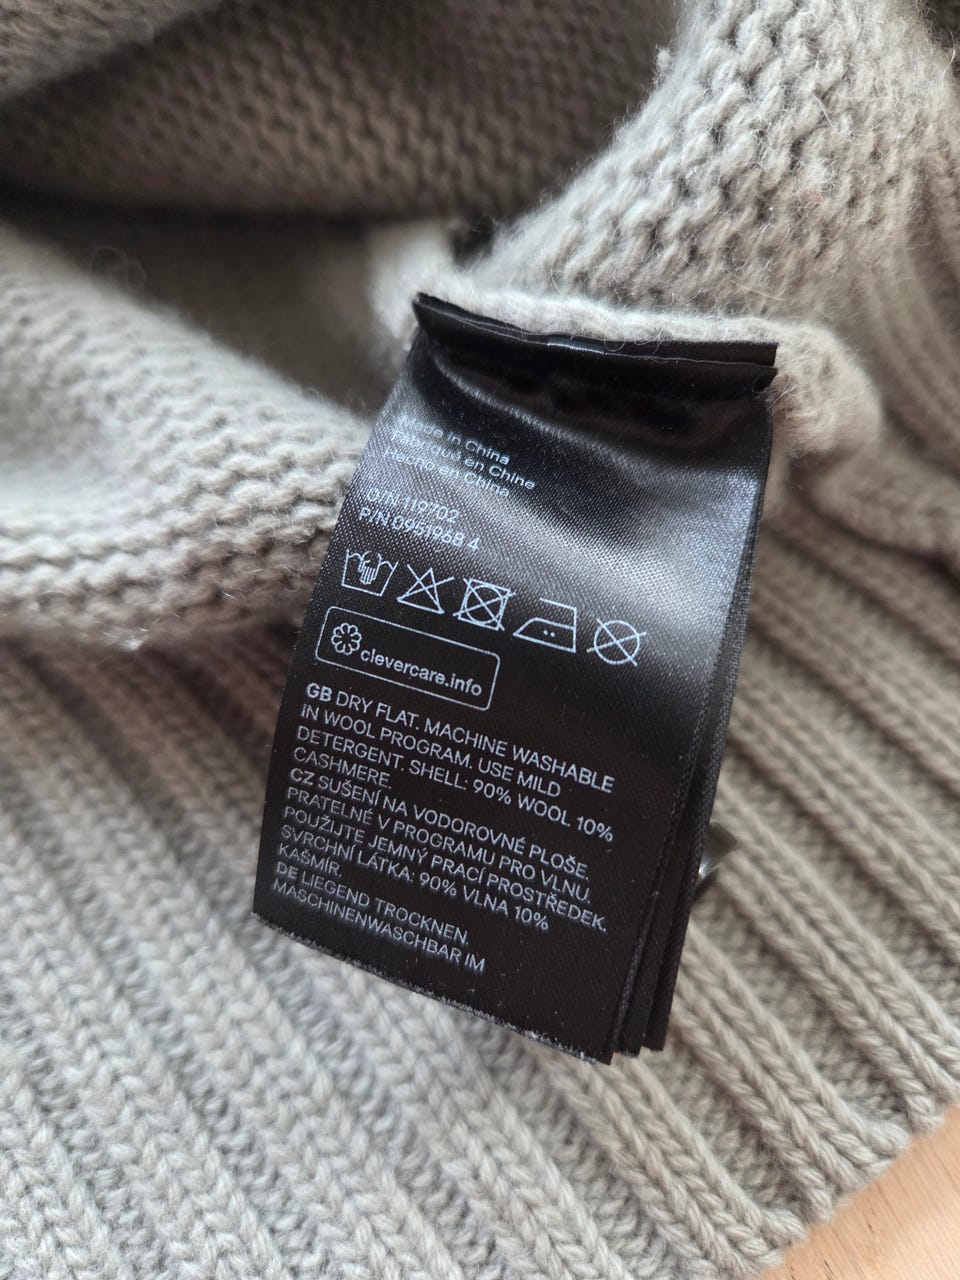 Made in China
Fabriqué en Chine
Hecho en China
O/N 119702
P/N 0951968 4
clevercare.info
GB DRY FLAT. MACHINE WASHABLE
IN WOOL PROGRAM. USE MILD
DETERGENT. SHELL: 90% WOOL 10%
CASHMERE.
CZ SUŠENÍ NA VODOROVNÉ PLOŠE.
PRATELNÉ V PROGRAMU PRO VLNU.
POUŽIJTE JEMNÝ PRACÍ PROSTŘEDEK.
SVRCHNÍ LÁTKA: 90% VLNA 10%
KAŠMÍR.
DE LIEGEND TROCKNEN.
MASCHINENWASCHBAR IM